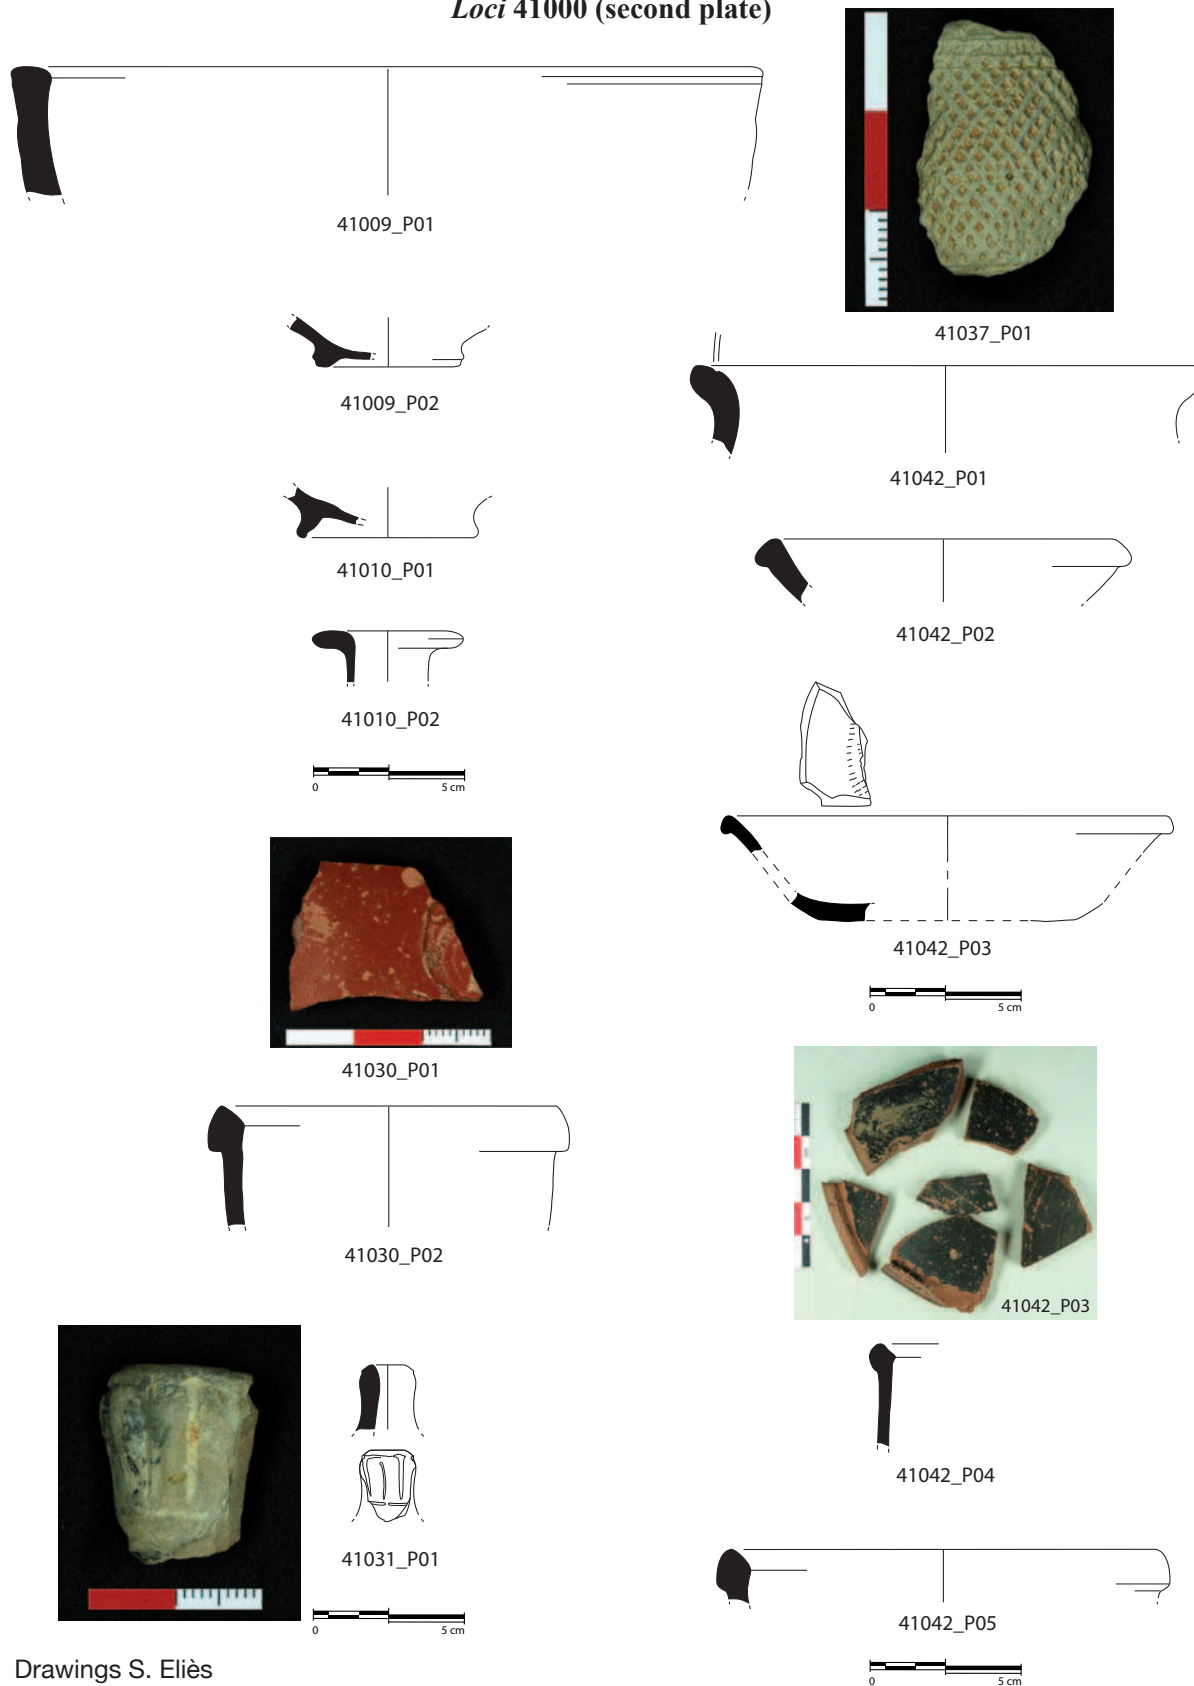 Loci 41000 (second plate)
41009_P01
41009_P02
41010_P01
41010_P02
0 5 cm
41030_P01
41030_P02
41031_P01
0 5 cm
Drawings S. Eliès
41037_P01
41042_P01
41042_P02
41042_P03
0 5 cm
41042_P03
41042_P04
41042_P05
0 5 cm